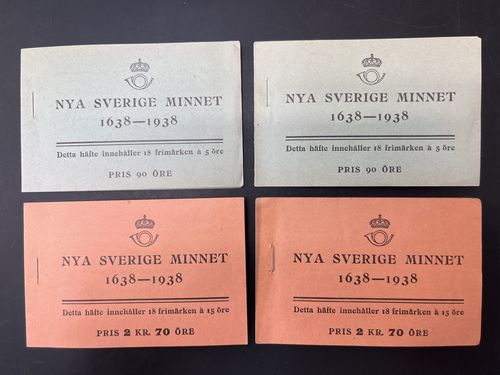 NYA SVERIGE MINNET
1638—1938
Detta häfte innehåller 18 frimärken à 5 öre
PRIS 90 ÖRE
NYA SVERIGE MINNET
1638—1938
Detta häfte innehåller 18 frimärken à 5 öre
PRIS 90 ÖRE
NYA SVERIGE MINNET
1638—1938
Detta häfte innehåller 18 frimärken à 15 öre
PRIS 2 KR. 70 ÖRE
NYA SVERIGE MINNET
1638—1938
Detta häfte innehåller 18 frimärken à 15 öre
PRIS 2 KR. 70 ÖRE